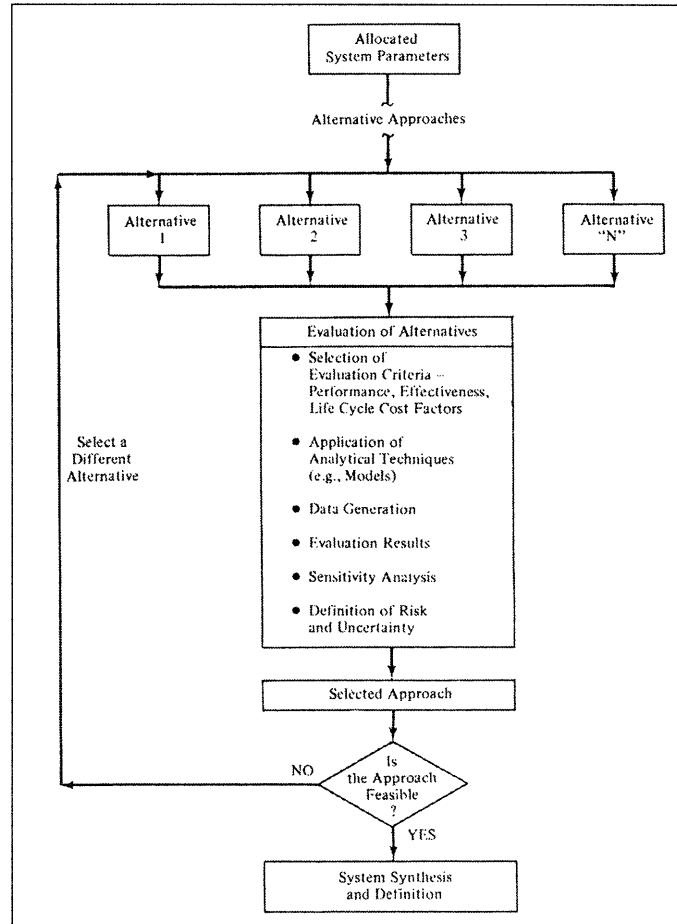 Allocated
System Parameters
Alternative Approaches
Alternative
1
Alternative
2
Alternative
3
Alternative
“N”
Evaluation of Alternatives
● Selection of
Evaluation Criteria –
Performance, Effectiveness,
Life Cycle Cost Factors
● Application of
Analytical Techniques
(e.g., Models)
● Data Generation
● Evaluation Results
● Sensitivity Analysis
● Definition of Risk
and Uncertainty
Select a
Different
Alternative
Selected Approach
Is
the Approach
Feasible
?
NO
YES
System Synthesis
and Definition